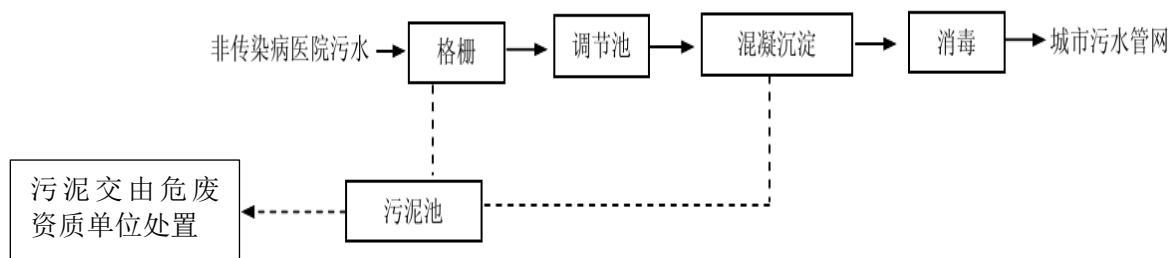 非传染病医院污水
格栅
调节池
混凝沉淀
消毒
城市污水管网
污泥交由危废
资质单位处置
污泥池